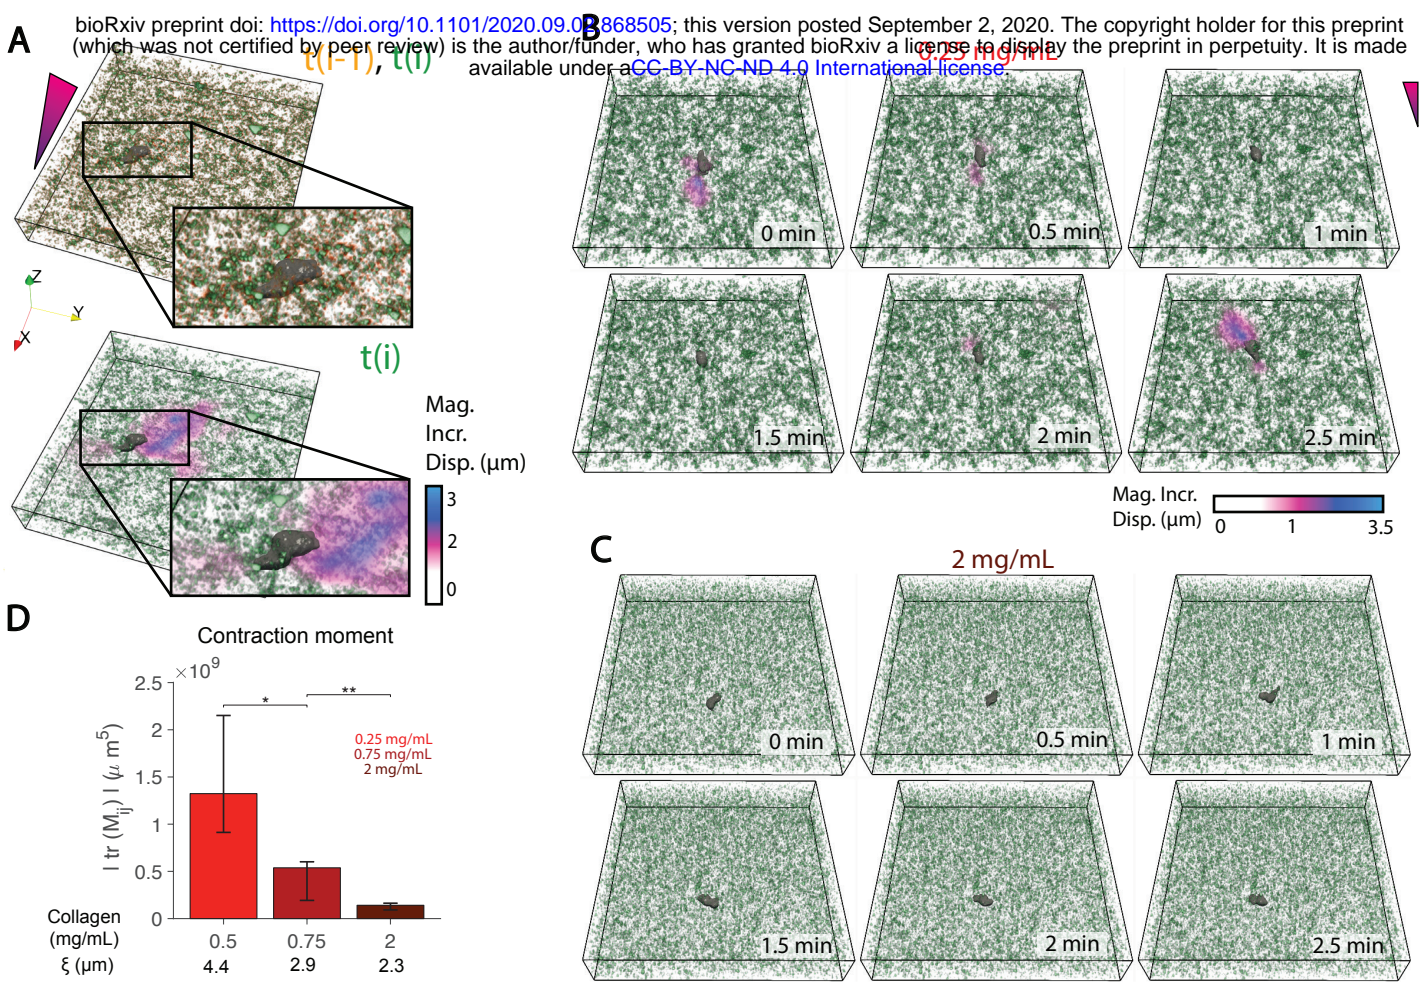 bioRxiv preprint doi: https://doi.org/10.1101/2020.09.02.868505; this version posted September 2, 2020. The copyright holder for this preprint
(which was not certified by peer review) is the author/funder, who has granted bioRxiv a license to display the preprint in perpetuity. It is made
available under aCC-BY-NC-ND 4.0 International license.
A
t(i-1), t(i)
Z
Y
X
t(i)
Mag.
Incr.
Disp. (μm)
3
2
0
B
0.25 mg/mL
0 min
0.5 min
1 min
1.5 min
2 min
2.5 min
Mag. Incr.
Disp. (μm)
0 1 3.5
C
2 mg/mL
0 min
0.5 min
1 min
1.5 min
2 min
2.5 min
D
Contraction moment
×10⁹
2.5
2
1.5
1
0.5
0
| tr (M_ij) | (μ m⁵)
*
**
0.25 mg/mL
0.75 mg/mL
2 mg/mL
Collagen
(mg/mL)
0.5 0.75 2
ξ (μm)
4.4 2.9 2.3